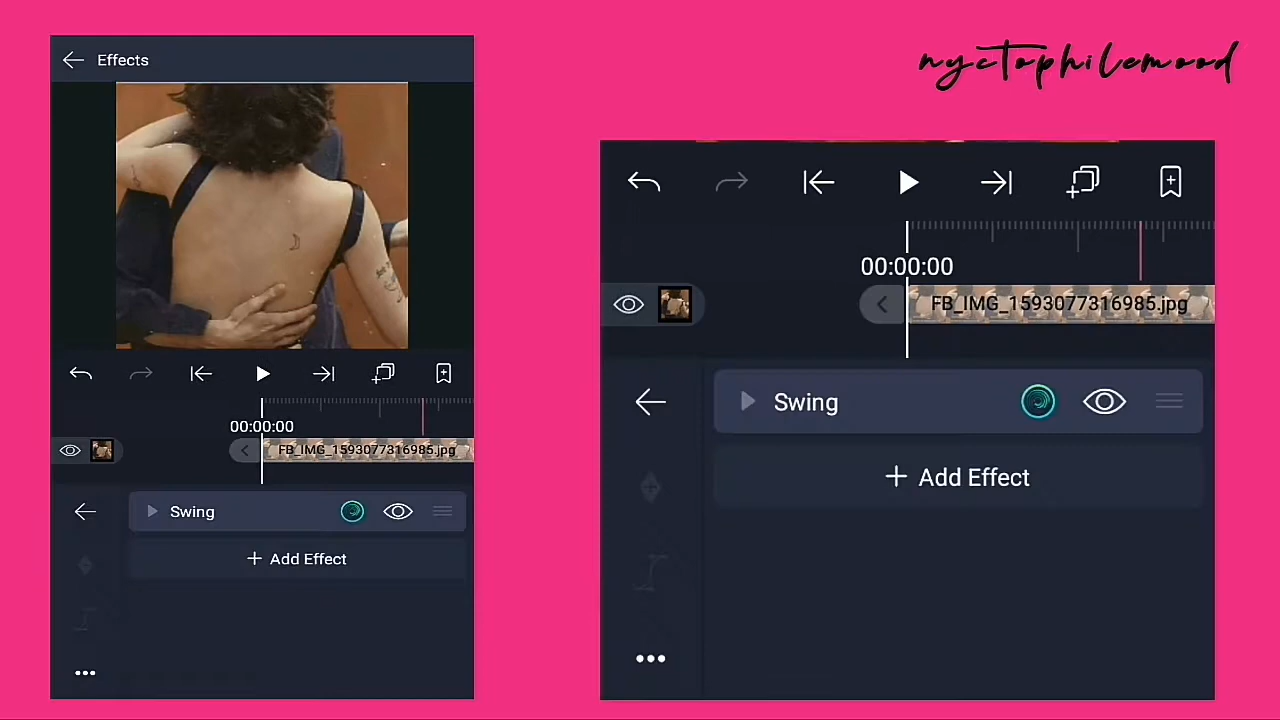 Effects
nyctophilemood
00:00:00
FB_IMG_1593077316985.jpg
Swing
+ Add Effect
00:00:00
FB_IMG_1593077316985.jpg
Swing
+ Add Effect